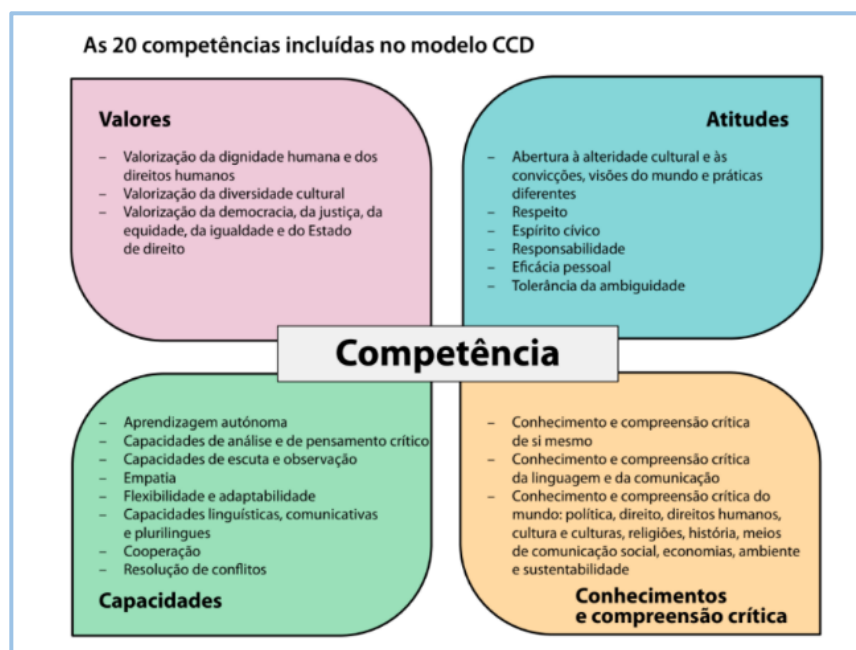 As 20 competências incluídas no modelo CCD
Valores
– Valorização da dignidade humana e dos
direitos humanos
– Valorização da diversidade cultural
– Valorização da democracia, da justiça, da
equidade, da igualdade e do Estado
de direito
Atitudes
– Abertura à alteridade cultural e às
convicções, visões do mundo e práticas
diferentes
– Respeito
– Espírito cívico
– Responsabilidade
– Eficácia pessoal
– Tolerância da ambiguidade
Competência
– Aprendizagem autónoma
– Capacidades de análise e de pensamento crítico
– Capacidades de escuta e observação
– Empatia
– Flexibilidade e adaptabilidade
– Capacidades linguísticas, comunicativas
e plurilingues
– Cooperação
– Resolução de conflitos
Capacidades
– Conhecimento e compreensão crítica
de si mesmo
– Conhecimento e compreensão crítica
da linguagem e da comunicação
– Conhecimento e compreensão crítica do
mundo: política, direito, direitos humanos,
cultura e culturas, religiões, história, meios
de comunicação social, economias, ambiente
e sustentabilidade
Conhecimentos
e compreensão crítica